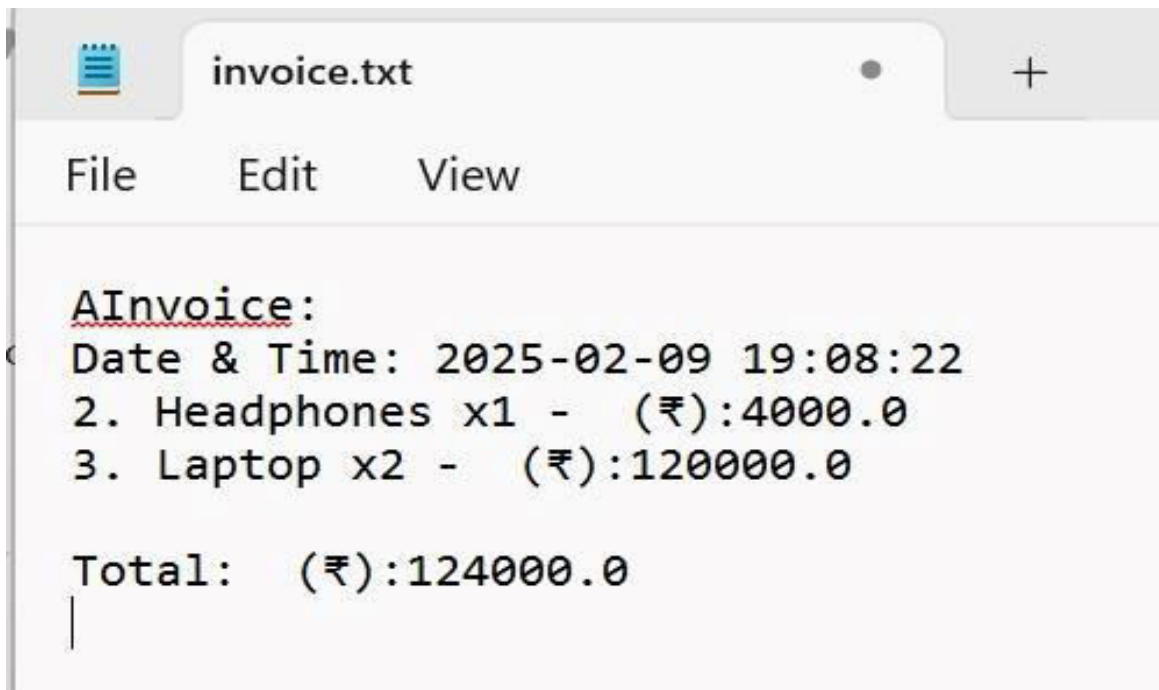 invoice.txt
File Edit View
AInvoice:
Date & Time: 2025-02-09 19:08:22
2. Headphones x1 -  (₹):4000.0
3. Laptop x2 -  (₹):120000.0
Total:  (₹):124000.0